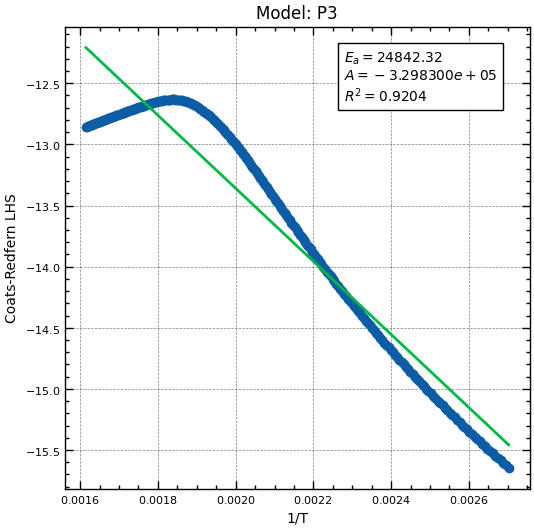 Model: P3
Eₐ = 24842.32
A = −3.298300e + 05
R² = 0.9204
Coats-Redfern LHS
−12.5
−13.0
−13.5
−14.0
−14.5
−15.0
−15.5
0.0016 0.0018 0.0020 0.0022 0.0024 0.0026
1/T